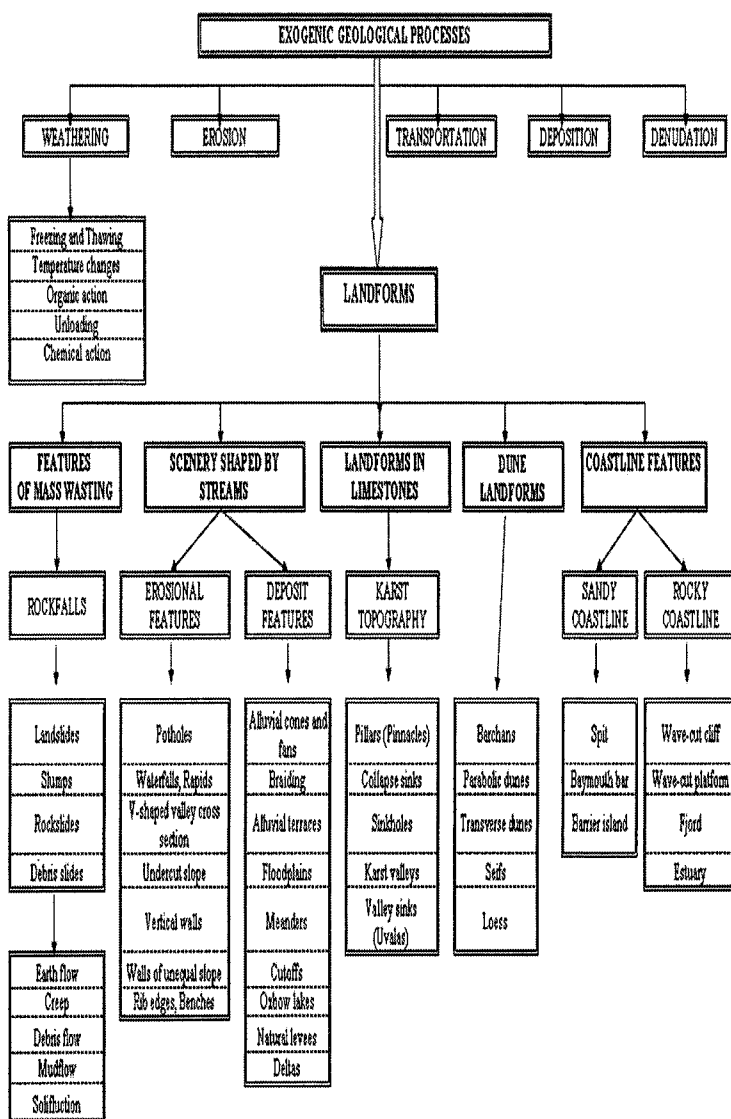 EXOGENIC GEOLOGICAL PROCESSES
WEATHERING
EROSION
TRANSPORTATION
DEPOSITION
DENUDATION
Freezing and Thawing
Temperature changes
Organic action
Unloading
Chemical action
LANDFORMS
FEATURES
OF MASS WASTING
SCENERY SHAPED BY
STREAMS
LANDFORMS IN
LIMESTONES
DUNE
LANDFORMS
COASTLINE FEATURES
ROCKFALLS
EROSIONAL
FEATURES
DEPOSIT
FEATURES
KARST
TOPOGRAPHY
SANDY
COASTLINE
ROCKY
COASTLINE
Landslides
Slumps
Rockslides
Debris slides
Earth flow
Creep
Debris flow
Mudflow
Solifluction
Potholes
Waterfalls, Rapids
V-shaped valley cross
section
Undercut slope
Vertical walls
Walls of unequal slope
Rib edges, Benches
Alluvial cones and
fans
Braiding
Alluvial terraces
Floodplains
Meanders
Cutoffs
Oxbow lakes
Natural levees
Deltas
Pillars (Pinnacles)
Collapse sinks
Sinkholes
Karst valleys
Valley sinks
(Uvalas)
Barchans
Parabolic dunes
Transverse dunes
Seifs
Loess
Spit
Baymouth bar
Barrier island
Wave-cut cliff
Wave-cut platform
Fjord
Estuary